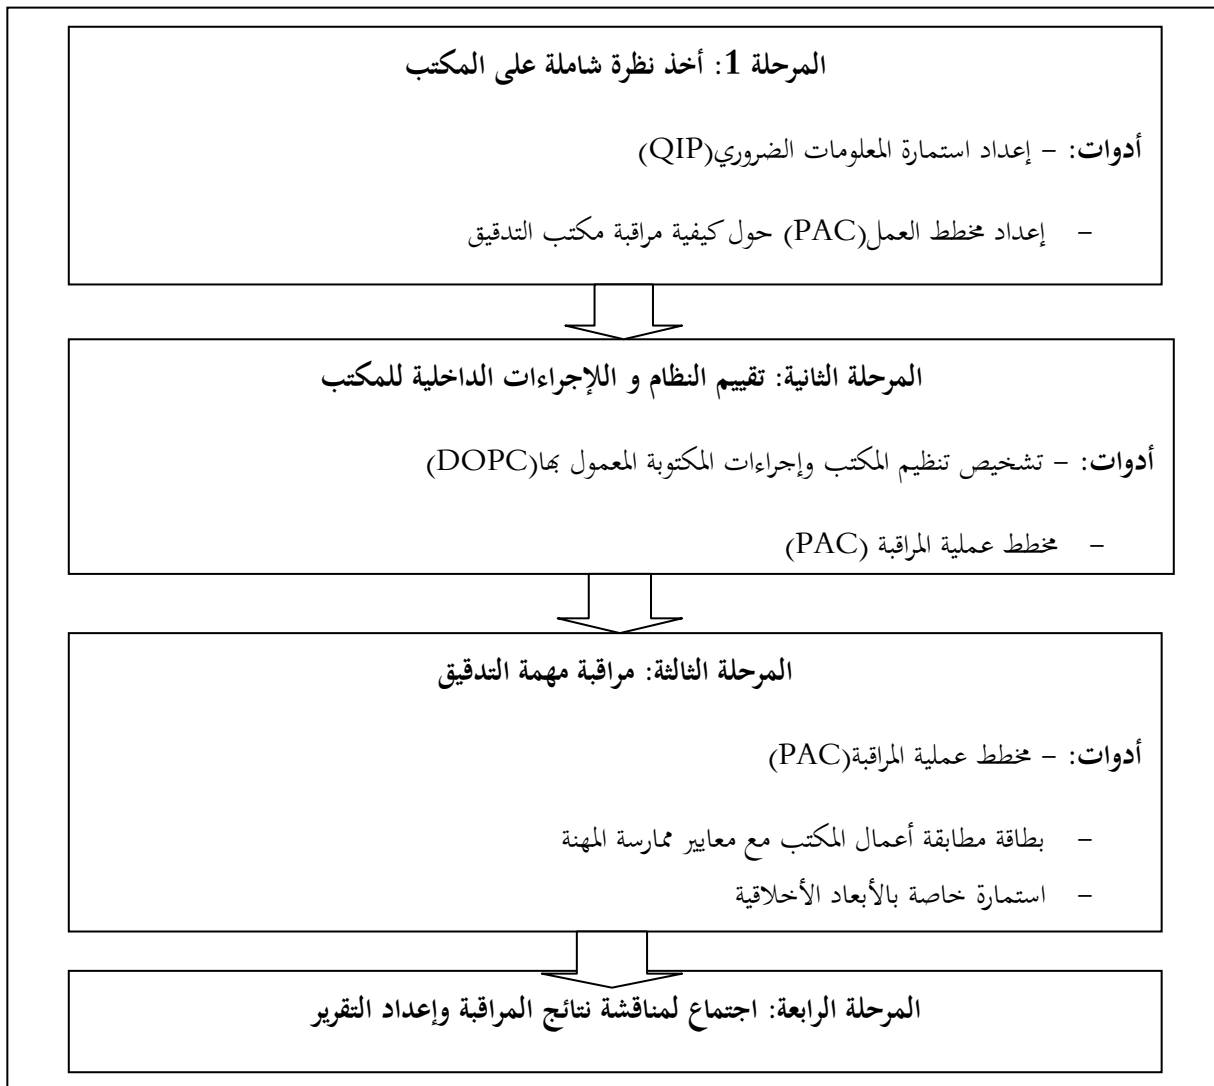 المرحلة 1: أخذ نظرة شاملة على المكتب
أدوات: – إعداد استمارة المعلومات الضروري(QIP)
– إعداد مخطط العمل(PAC) حول كيفية مراقبة مكتب التدقيق
المرحلة الثانية: تقييم النظام و اللإجراءات الداخلية للمكتب
أدوات: – تشخيص تنظيم المكتب وإجراءات المكتوبة المعمول بها(DOPC)
– مخطط عملية المراقبة (PAC)
المرحلة الثالثة: مراقبة مهمة التدقيق
أدوات: – مخطط عملية المراقبة(PAC)
– بطاقة مطابقة أعمال المكتب مع معايير ممارسة المهنة
– استمارة خاصة بالأبعاد الأخلاقية
المرحلة الرابعة: اجتماع لمناقشة نتائج المراقبة وإعداد التقرير